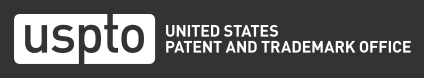 uspto
UNITED STATES
PATENT AND TRADEMARK OFFICE